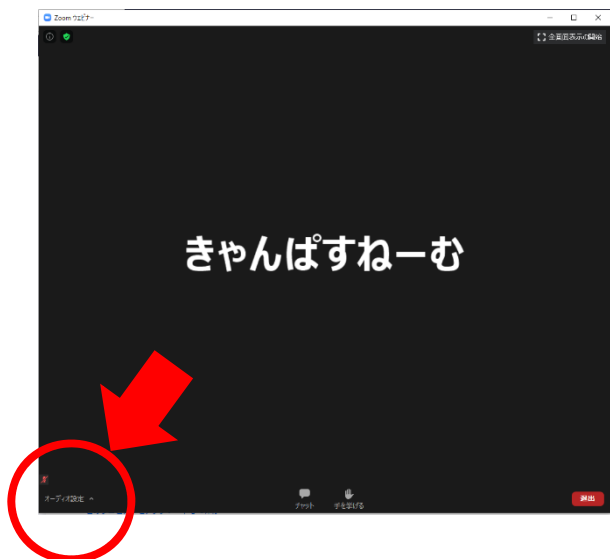 Zoom ウェビナー
全画面表示の開始
きゃんぱすねーむ
オーディオ設定 ^
チャット
手を挙げる
退出